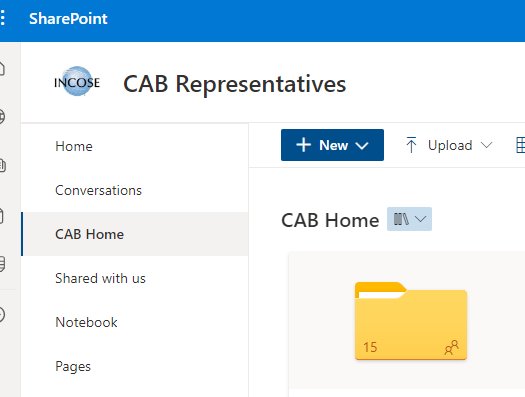 SharePoint
INCOSE
CAB Representatives
Home
Conversations
CAB Home
Shared with us
Notebook
Pages
New
Upload
CAB Home
15